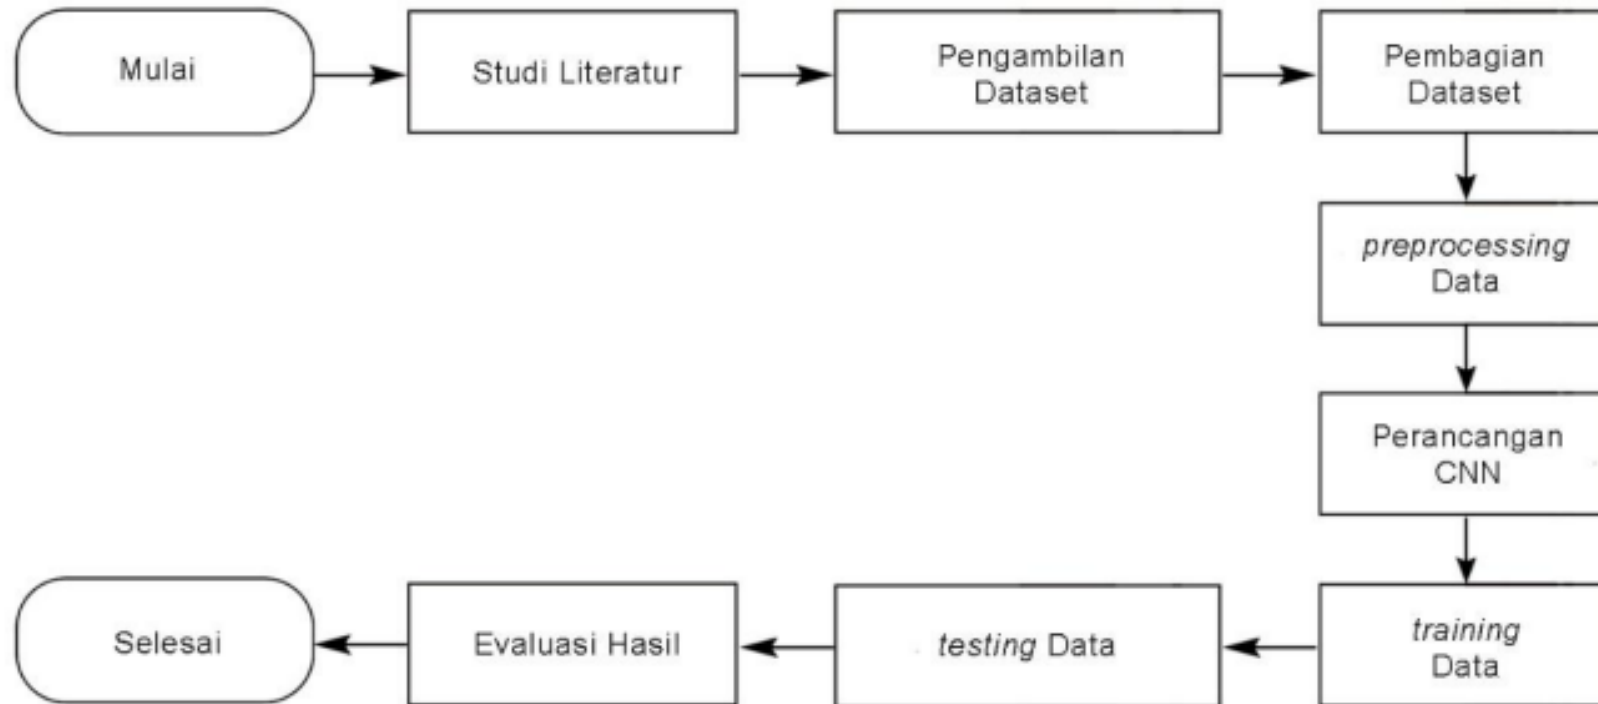 Mulai
Studi Literatur
Pengambilan
Dataset
Pembagian
Dataset
preprocessing
Data
Perancangan
CNN
training
Data
testing Data
Evaluasi Hasil
Selesai